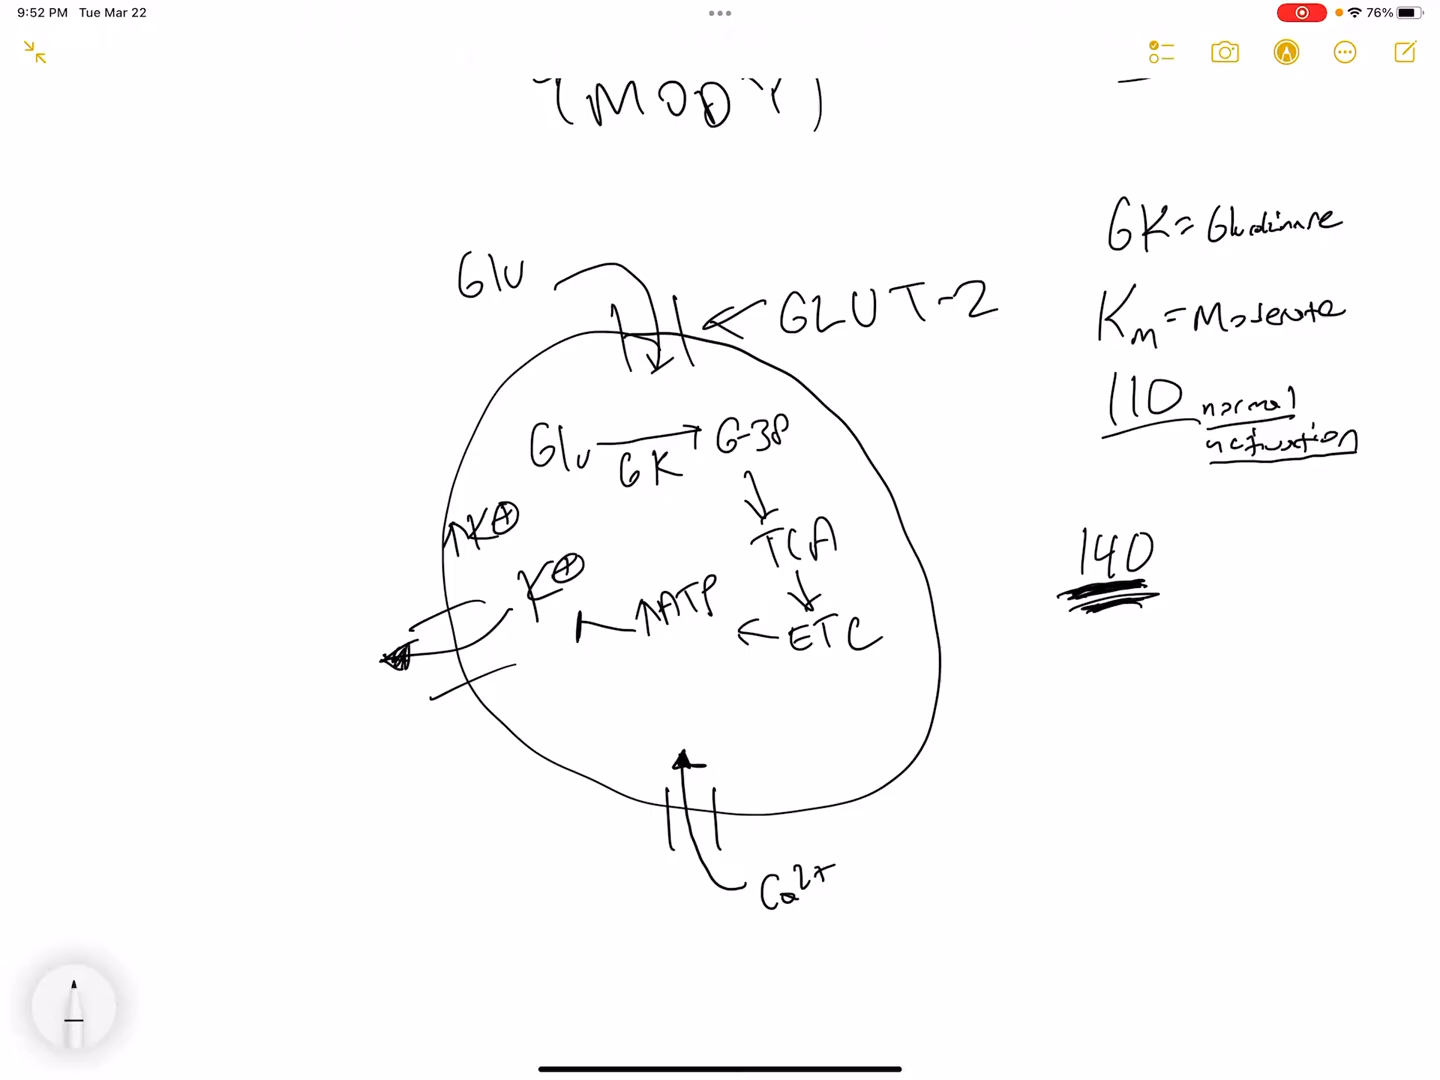 9:52 PM Tue Mar 22
76%
(MODY)
GK = Glucokinase
Glu
GLUT-2
Km = Moderate
110 normal
activation
Glu GK G-3P
↑K+
TCA
140
K+
↑ATP
ETC
Ca2+